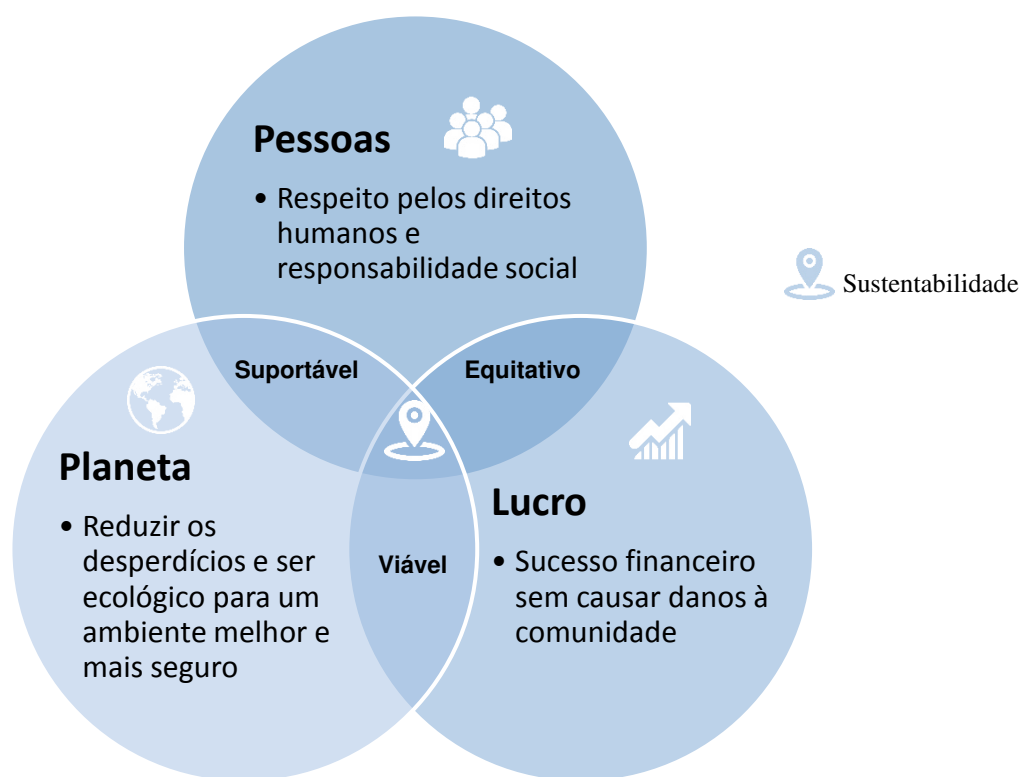 Pessoas
• Respeito pelos direitos
humanos e
responsabilidade social
Sustentabilidade
Suportável
Equitativo
Planeta
• Reduzir os
desperdícios e ser
ecológico para um
ambiente melhor e
mais seguro
Viável
Lucro
• Sucesso financeiro
sem causar danos à
comunidade